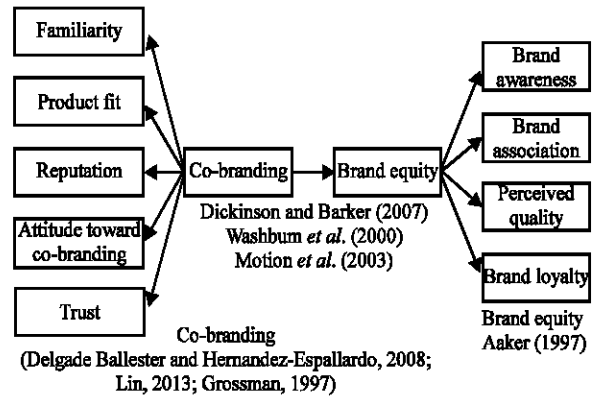 Familiarity
Product fit
Reputation
Attitude toward
co-branding
Trust
Co-branding
Brand equity
Dickinson and Barker (2007)
Washbum et al. (2000)
Motion et al. (2003)
Brand
awareness
Brand
association
Perceived
quality
Brand loyalty
Brand equity
Aaker (1997)
Co-branding
(Delgade Ballester and Hernandez-Espallardo, 2008;
Lin, 2013; Grossman, 1997)